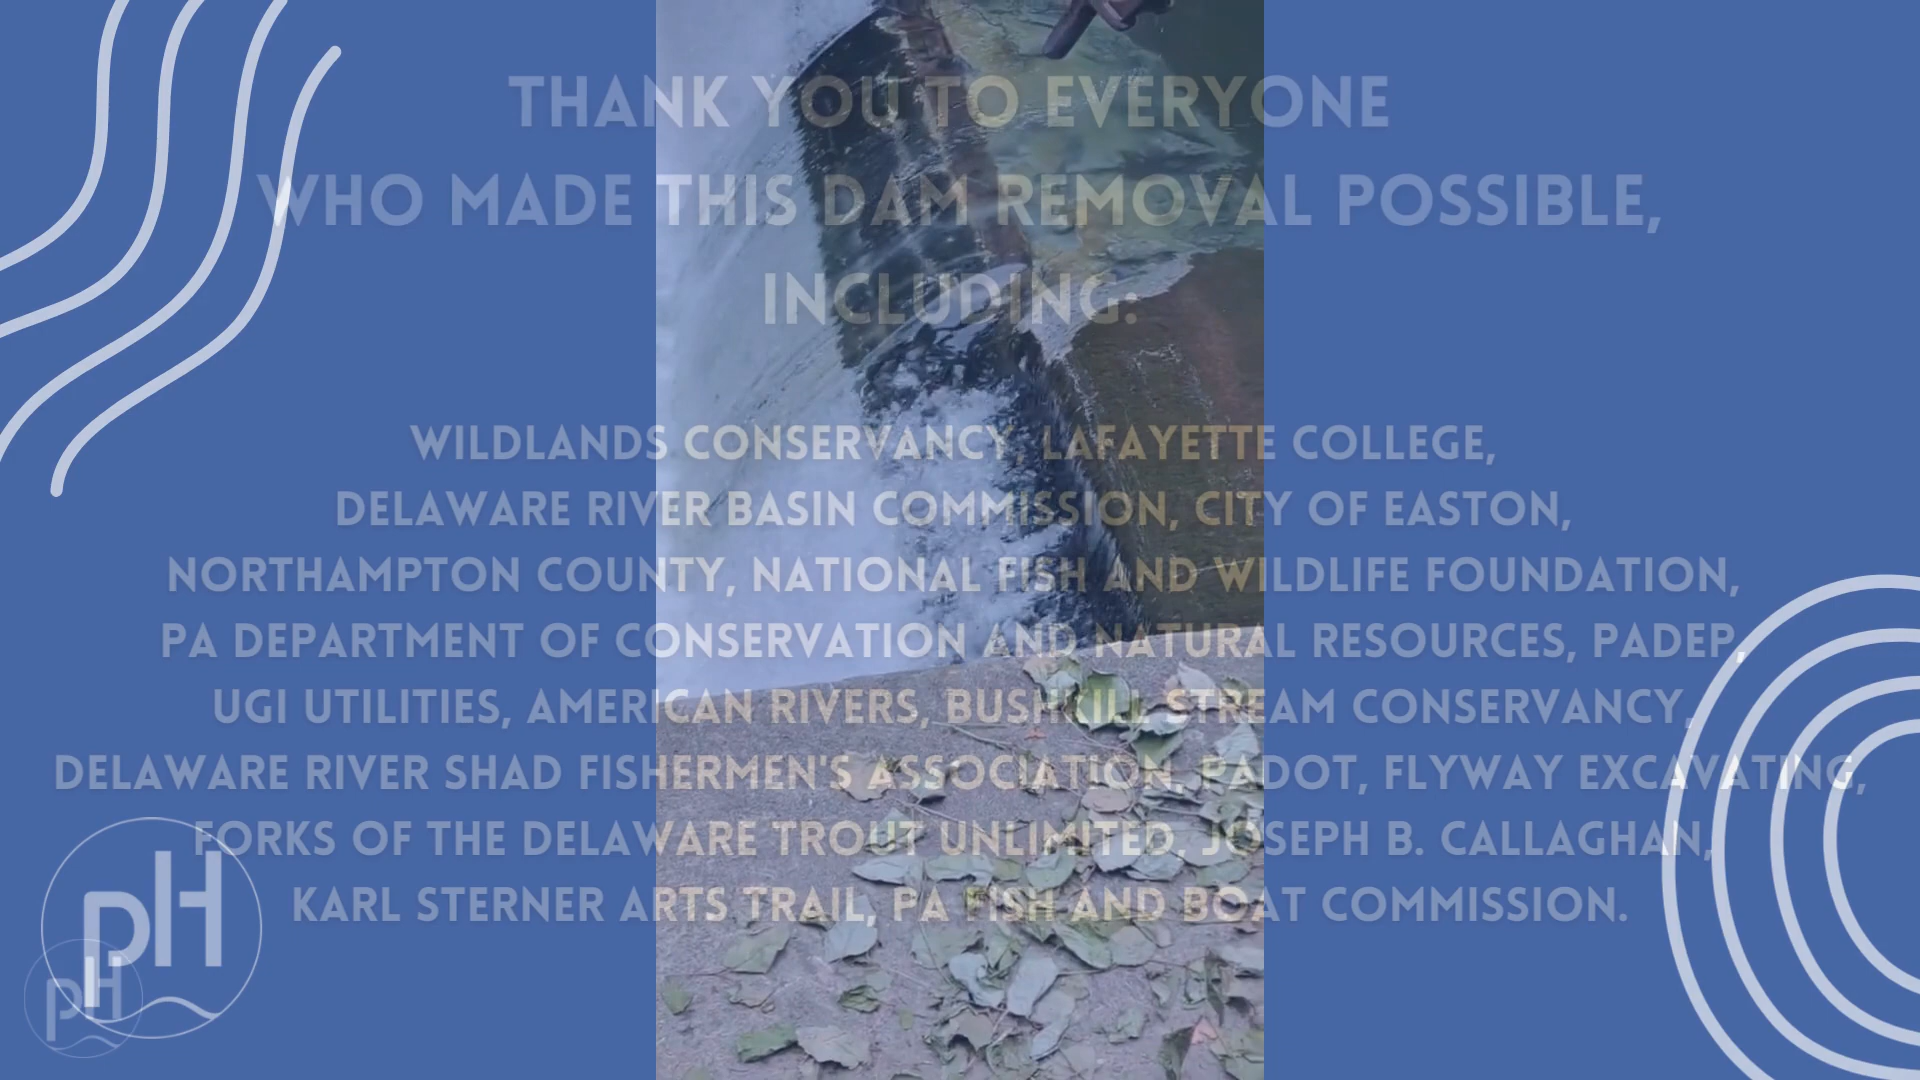 THANK YOU TO EVERYONE
WHO MADE THIS DAM REMOVAL POSSIBLE,
INCLUDING:
WILDLANDS CONSERVANCY, LAFAYETTE COLLEGE,
DELAWARE RIVER BASIN COMMISSION, CITY OF EASTON,
NORTHAMPTON COUNTY, NATIONAL FISH AND WILDLIFE FOUNDATION,
PA DEPARTMENT OF CONSERVATION AND NATURAL RESOURCES, PADEP,
UGI UTILITIES, AMERICAN RIVERS, BUSHKILL STREAM CONSERVANCY,
DELAWARE RIVER SHAD FISHERMEN'S ASSOCIATION, PADOT, FLYWAY EXCAVATING,
FORKS OF THE DELAWARE TROUT UNLIMITED, JOSEPH B. CALLAGHAN,
KARL STERNER ARTS TRAIL, PA FISH AND BOAT COMMISSION.
pH
pH